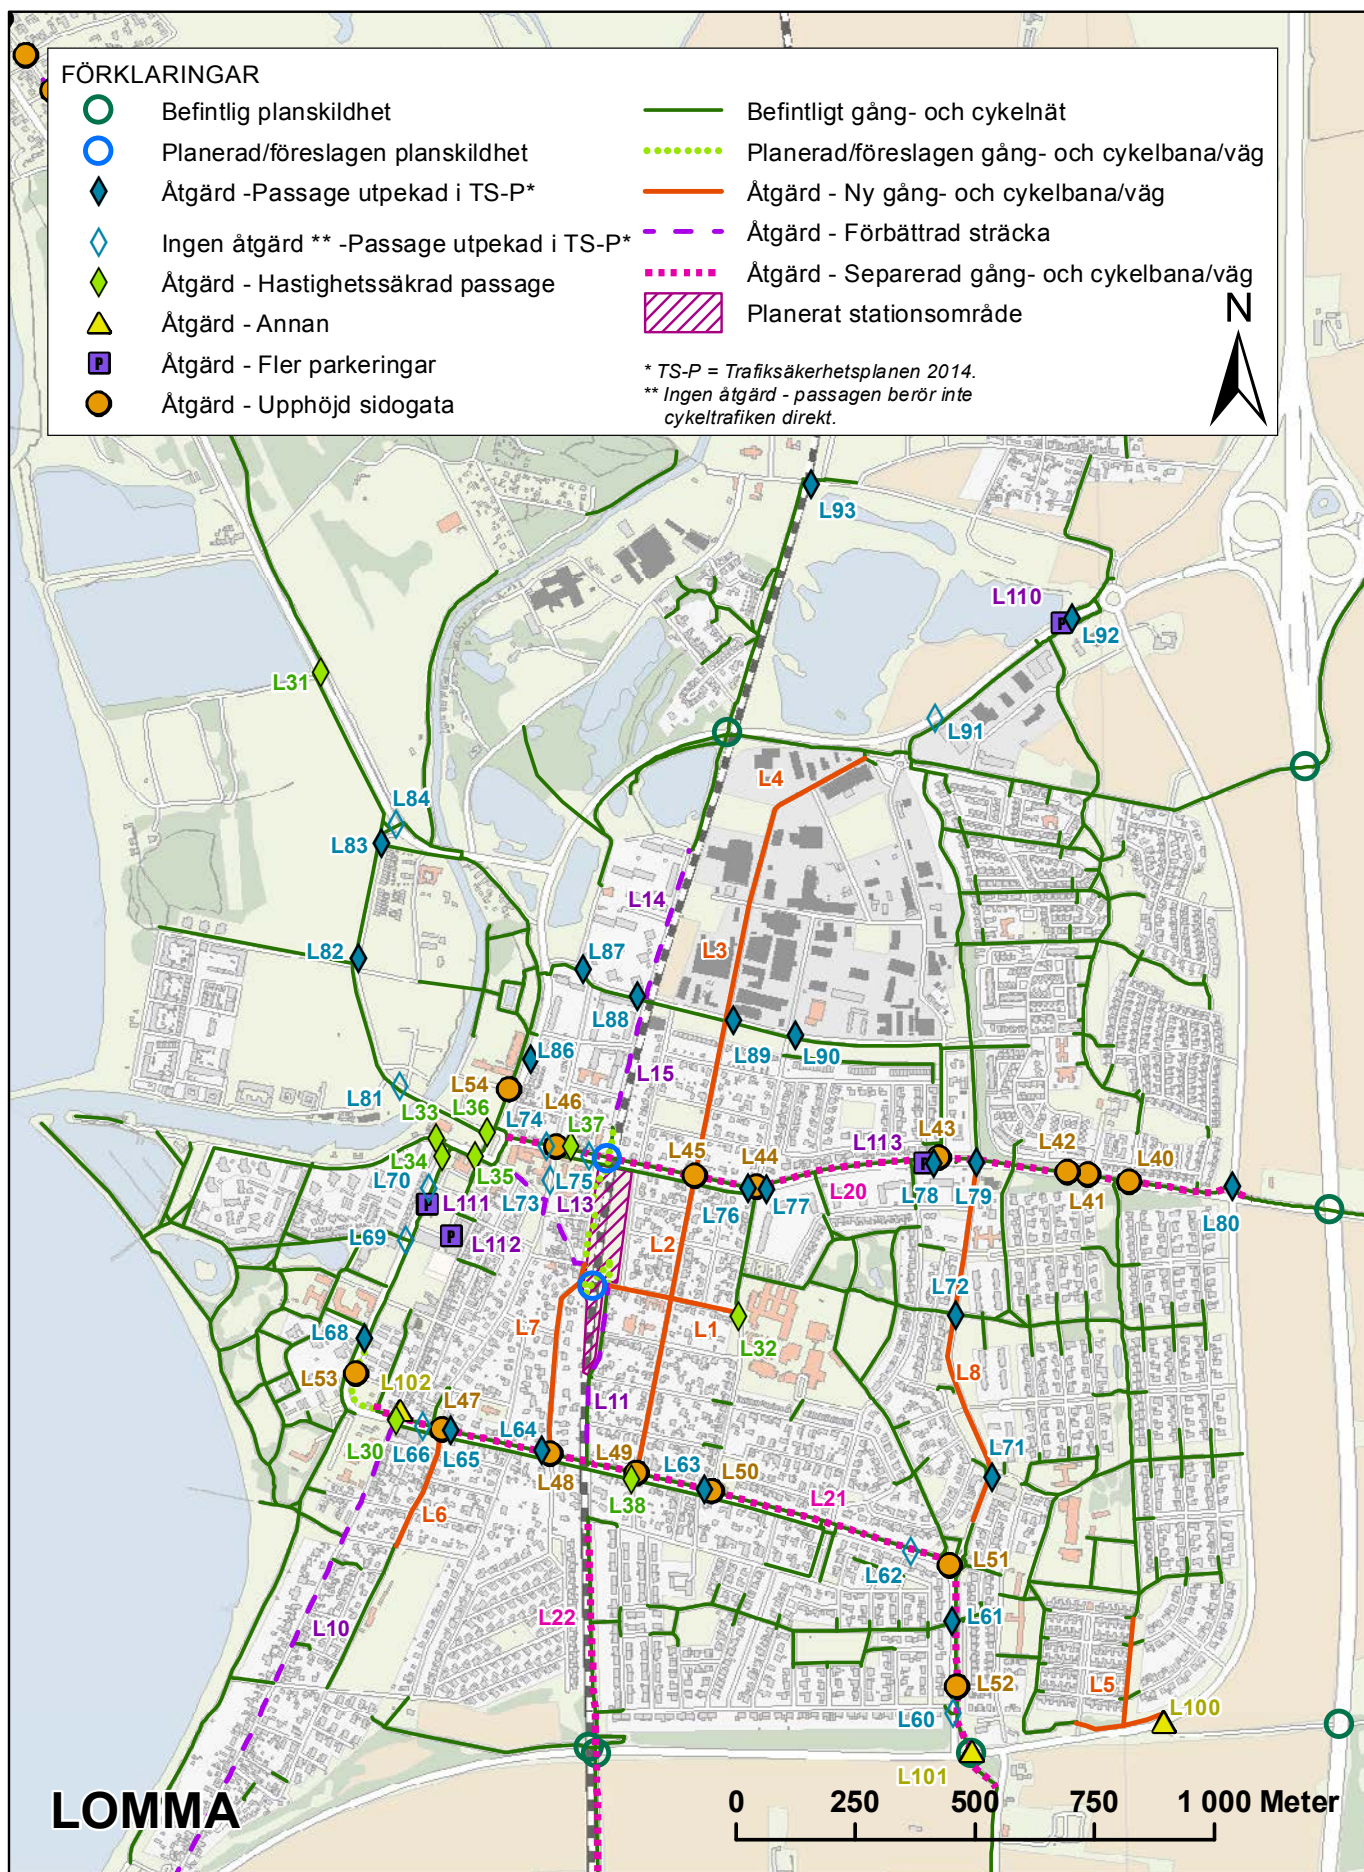 FÖRKLARINGAR
Befintlig planskildhet
Planerad/föreslagen planskildhet
Åtgärd -Passage utpekad i TS-P*
Ingen åtgärd ** -Passage utpekad i TS-P*
Åtgärd - Hastighetssäkrad passage
Åtgärd - Annan
P Åtgärd - Fler parkeringar
Åtgärd - Upphöjd sidogata
Befintligt gång- och cykelnät
Planerad/föreslagen gång- och cykelbana/väg
Åtgärd - Ny gång- och cykelbana/väg
Åtgärd - Förbättrad sträcka
Åtgärd - Separerad gång- och cykelbana/väg
Planerat stationsområde
* TS-P = Trafiksäkerhetsplanen 2014.
** Ingen åtgärd - passagen berör inte
cykeltrafiken direkt.
N
L93
L110
P
L92
L31
L91
L4
L84
L83
L14
L3
L82
L87
L88
L89
L90
L86
L15
L54
L81
L46
L33
L36
L74
L37
L113
L43
L42
L45
L44
L40
L34
L35
L75
P
L70
L73
L13
L76
L77
L20
L78
L79
L41
L80
P
L111
L69
P
L112
L2
L72
L7
L1
L68
L32
L53
L102
L8
L47
L11
L30
L66
L65
L64
L49
L63
L50
L71
L48
L38
L21
L6
L62
L51
L10
L22
L61
L52
L5
L60
L100
L101
LOMMA
0 250 500 750 1 000 Meter